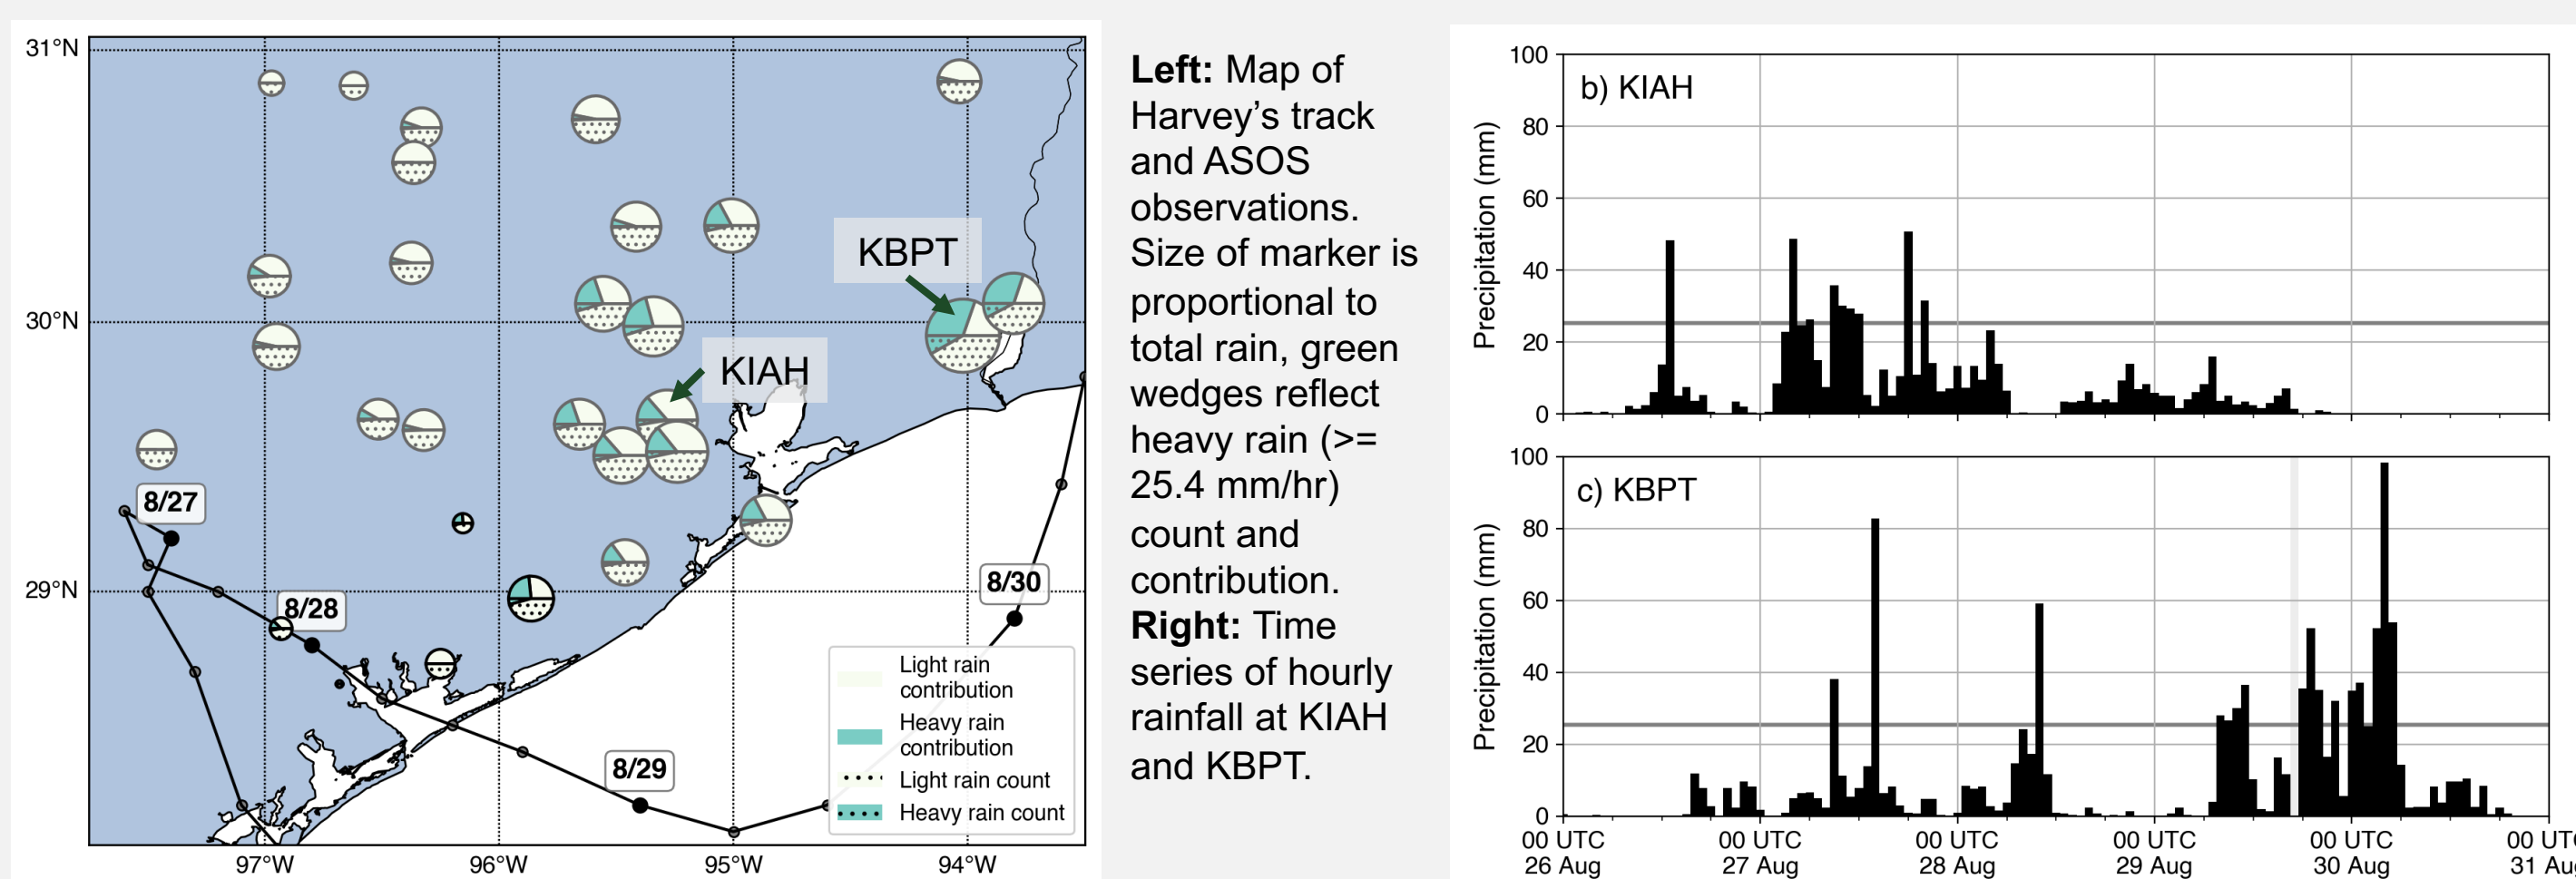 31°N
30°N
29°N
97°W
96°W
95°W
94°W
KBPT
KIAH
8/27
8/28
8/29
8/30
Light rain
contribution
Heavy rain
contribution
Light rain count
Heavy rain count
Left: Map of
Harvey’s track
and ASOS
observations.
Size of marker is
proportional to
total rain, green
wedges reflect
heavy rain (>=
25.4 mm/hr)
count and
contribution.
Right: Time
series of hourly
rainfall at KIAH
and KBPT.
b) KIAH
Precipitation (mm)
100
80
60
40
20
0
c) KBPT
Precipitation (mm)
100
80
60
40
20
0
00 UTC
26 Aug
00 UTC
27 Aug
00 UTC
28 Aug
00 UTC
29 Aug
00 UTC
30 Aug
00 UT
31 Au